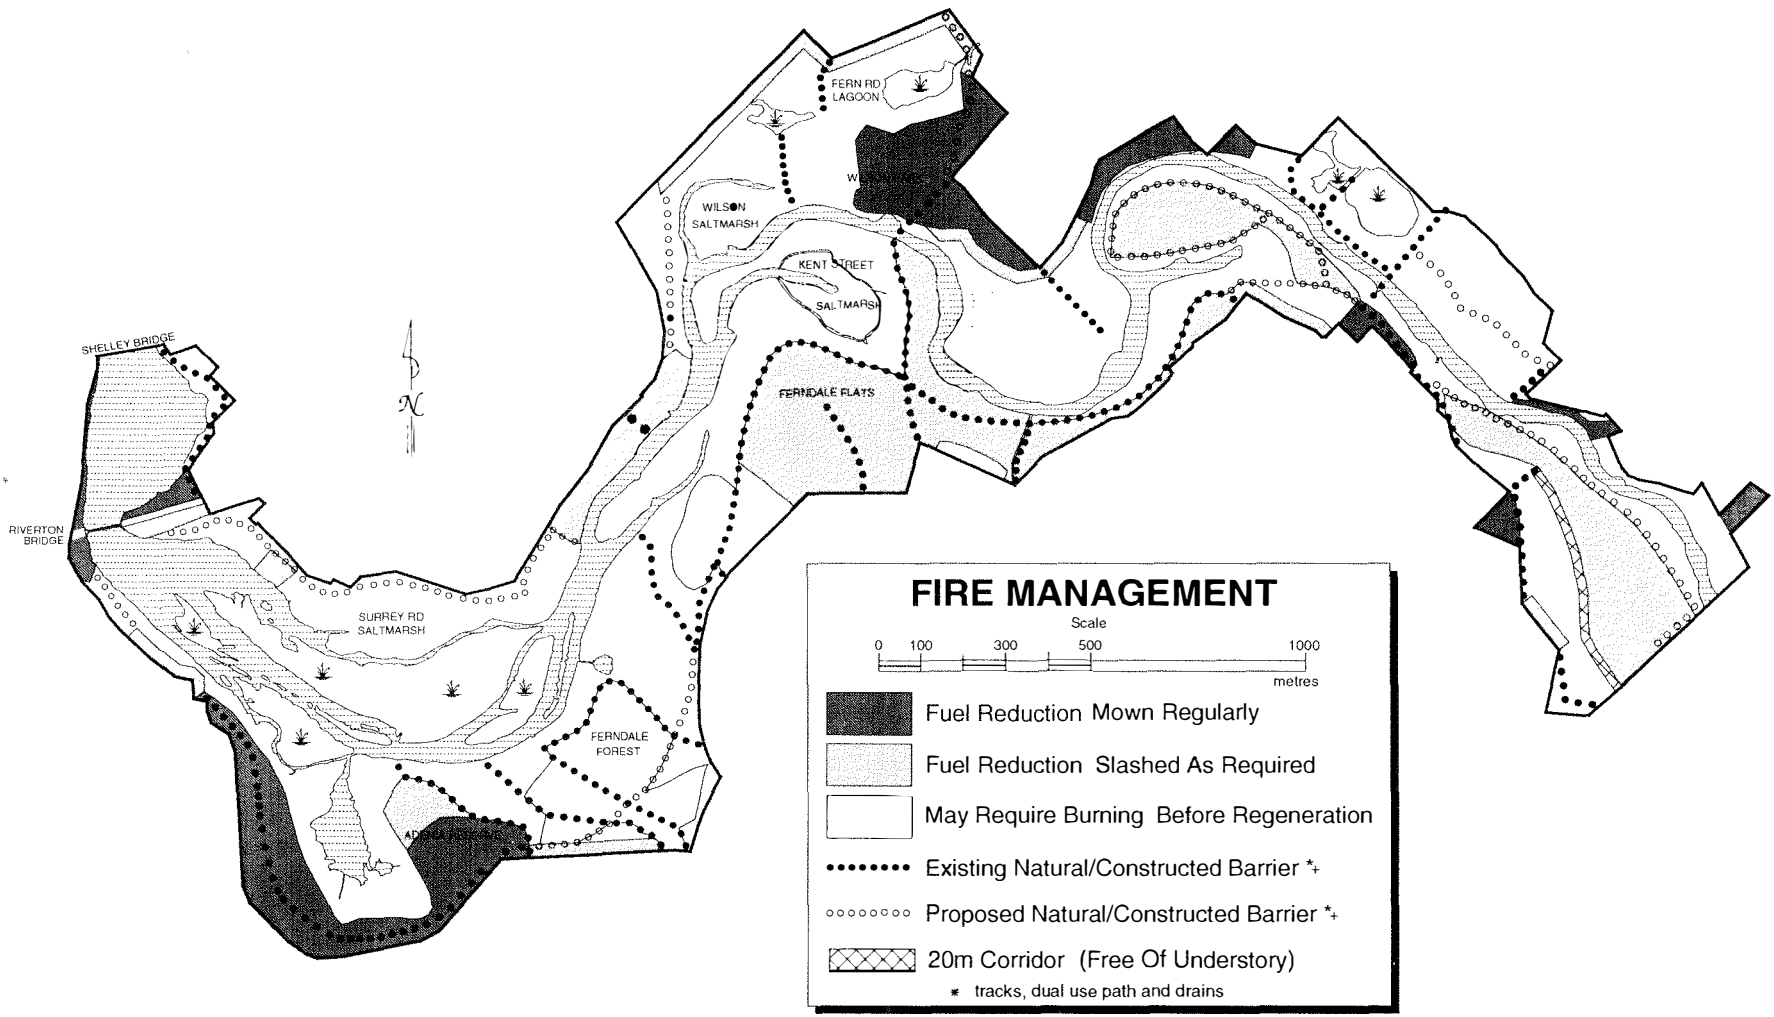 FERN RD
LAGOON
WILSON
SALTMARSH
KENT STREET
SALTMARSH
SHELLEY BRIDGE
N
FERNDALE FLATS
RIVERTON
BRIDGE
SURREY RD
SALTMARSH
FERNDALE
FOREST
FIRE MANAGEMENT
Scale
0 100 300 500 1000
metres
Fuel Reduction Mown Regularly
Fuel Reduction Slashed As Required
May Require Burning Before Regeneration
Existing Natural/Constructed Barrier *+
Proposed Natural/Constructed Barrier *+
20m Corridor (Free Of Understory)
* tracks, dual use path and drains